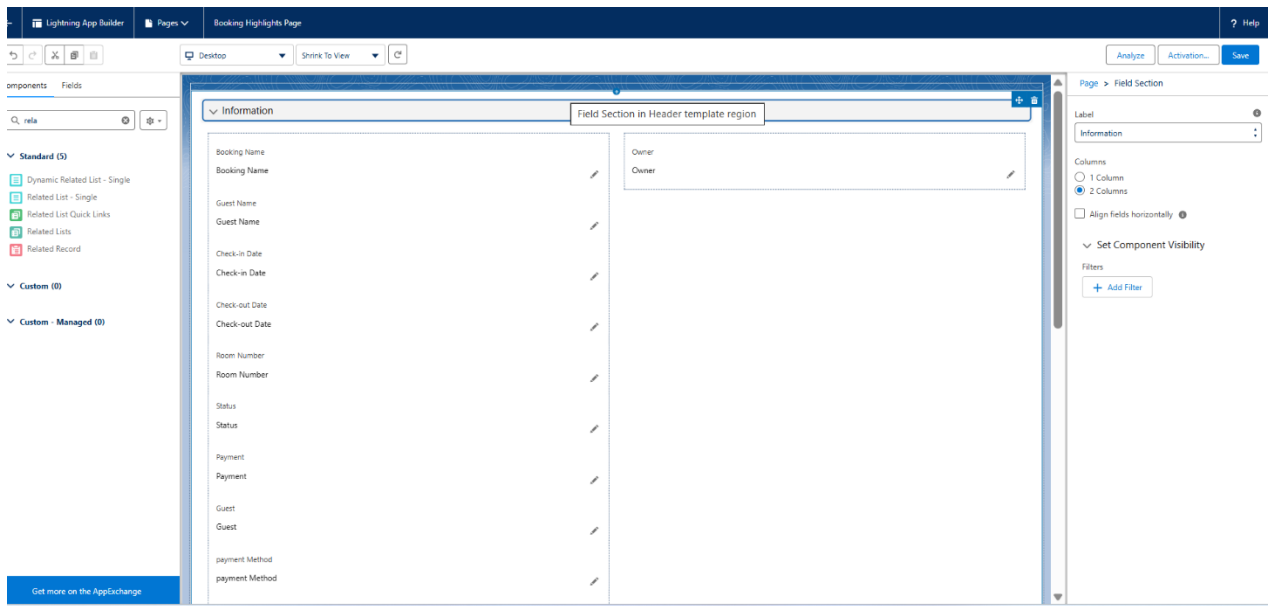 Lightning App Builder
Pages
Booking Highlights Page
? Help
Desktop
Shrink To View
Analyze
Activation...
Save
omponents
Fields
rela
Standard (5)
Dynamic Related List - Single
Related List - Single
Related List Quick Links
Related Lists
Related Record
Custom (0)
Custom - Managed (0)
Get more on the AppExchange
Information
Field Section in Header template region
Booking Name
Booking Name
Guest Name
Guest Name
Check-in Date
Check-in Date
Check-out Date
Check-out Date
Room Number
Room Number
Status
Status
Payment
Payment
Guest
Guest
payment Method
payment Method
Owner
Owner
Page > Field Section
Label
Information
Columns
1 Column
2 Columns
Align fields horizontally
Set Component Visibility
Filters
+ Add Filter